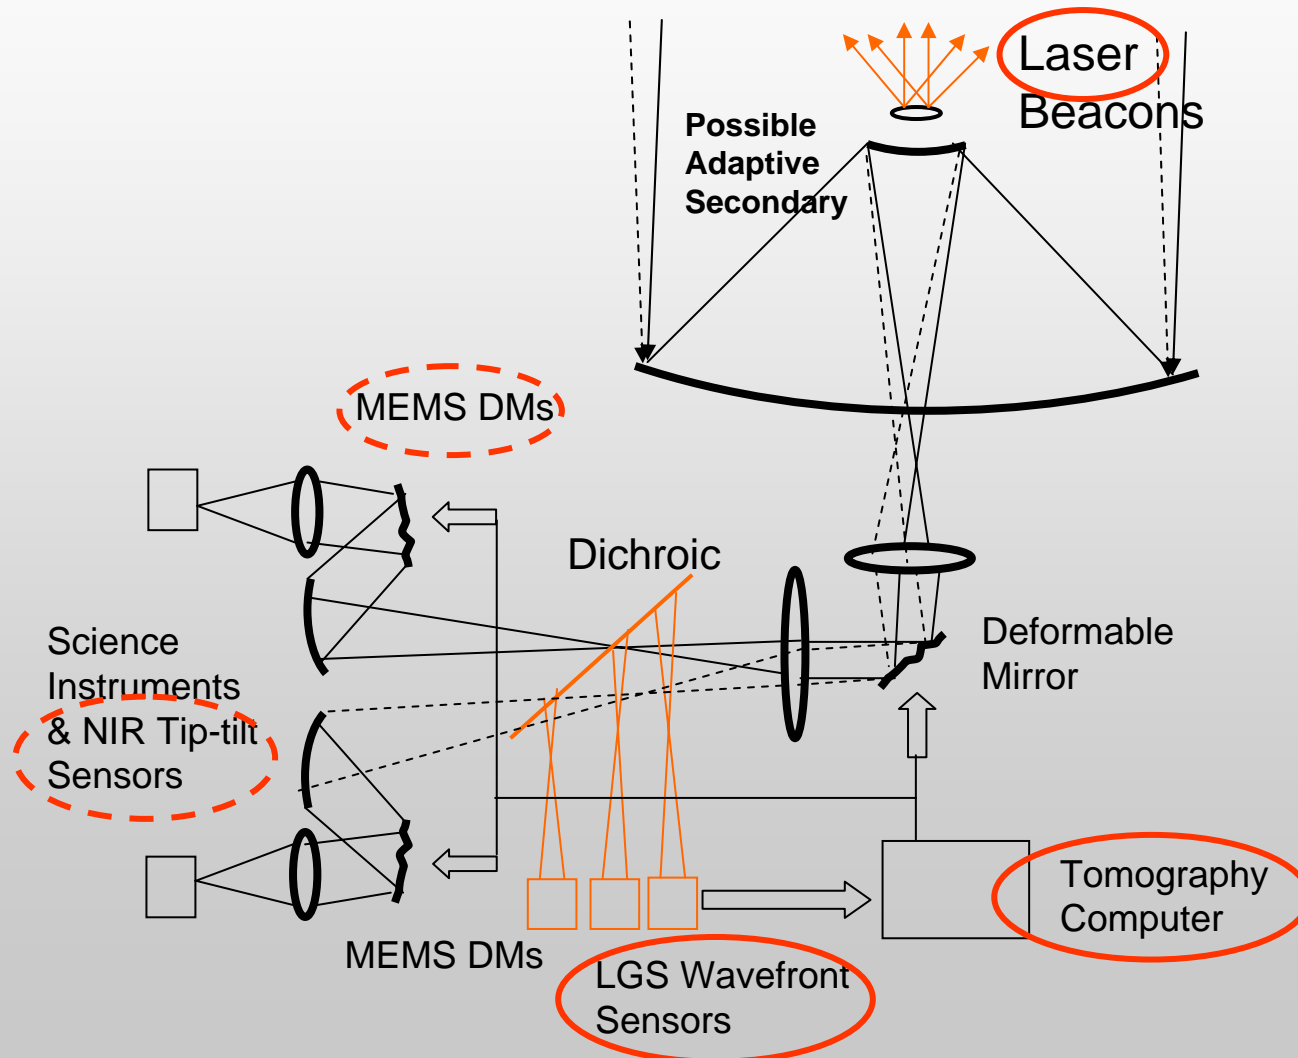 Laser
Beacons
Possible
Adaptive
Secondary
MEMS DMs
Dichroic
Science
Instruments
& NIR Tip-tilt
Sensors
Deformable
Mirror
Tomography
Computer
MEMS DMs
LGS Wavefront
Sensors